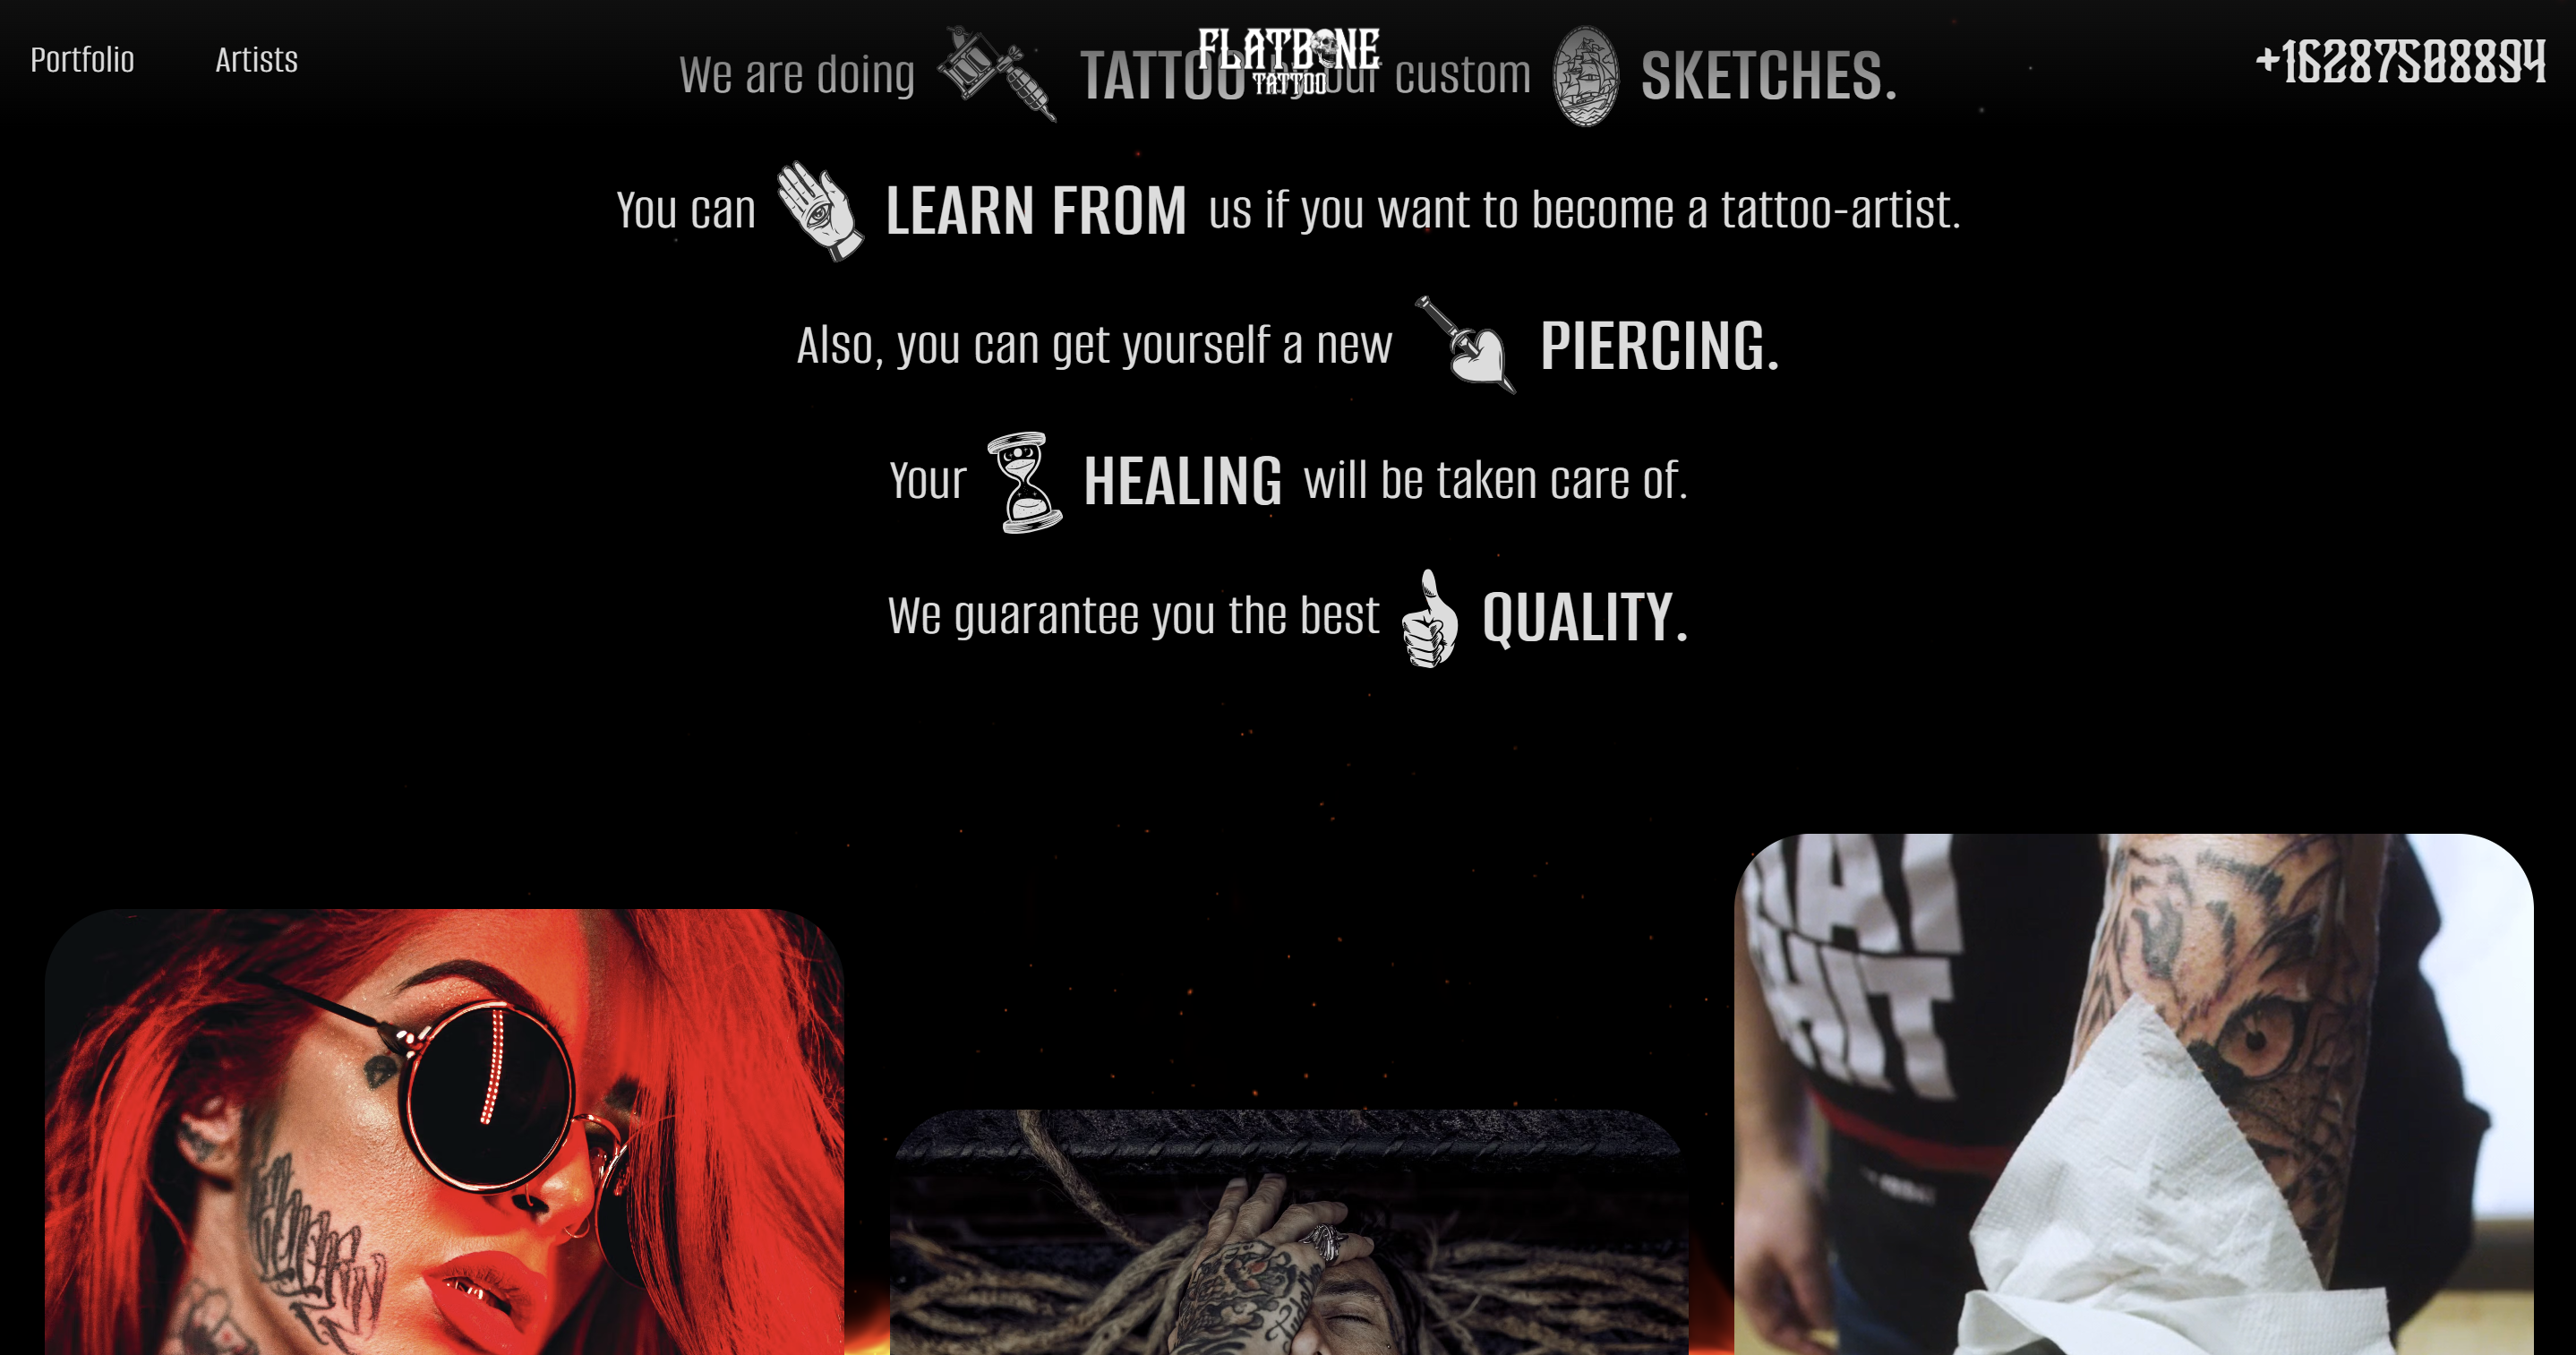 Portfolio
Artists
FLATBONE
TATTOO
+16287508894
We are doing TATTOO by our custom SKETCHES.
You can LEARN FROM us if you want to become a tattoo-artist.
Also, you can get yourself a new PIERCING.
Your HEALING will be taken care of.
We guarantee you the best QUALITY.